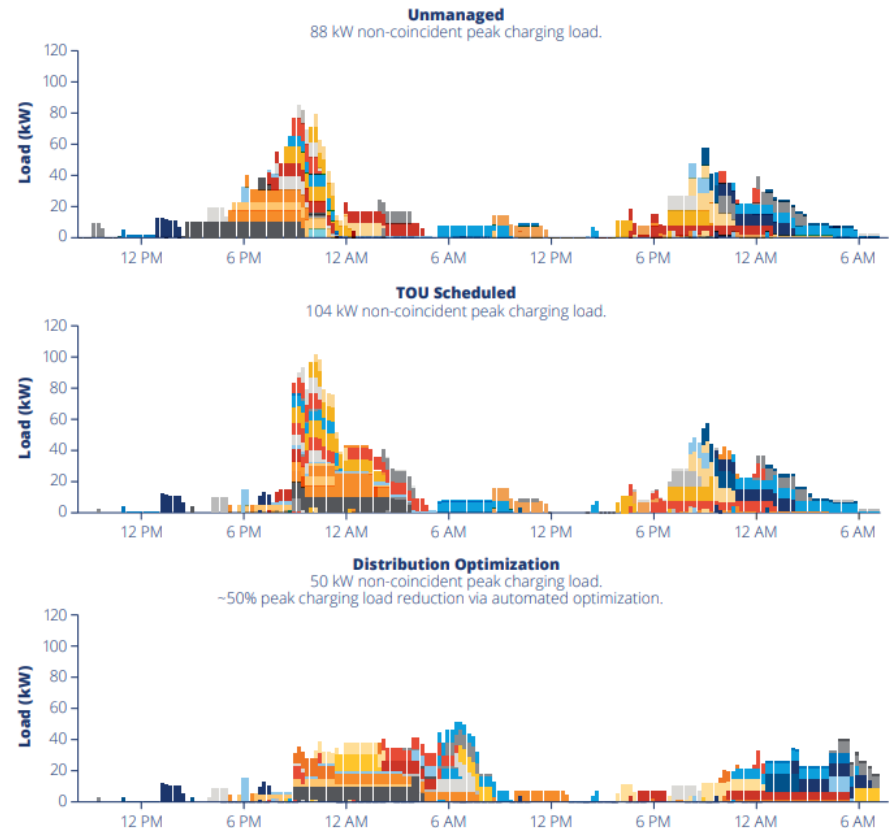 Unmanaged
88 kW non-coincident peak charging load.
120
100
80
60
40
20
0
Load (kW)
12 PM 6 PM 12 AM 6 AM 12 PM 6 PM 12 AM 6 AM
TOU Scheduled
104 kW non-coincident peak charging load.
120
100
80
60
40
20
0
Load (kW)
12 PM 6 PM 12 AM 6 AM 12 PM 6 PM 12 AM 6 AM
Distribution Optimization
50 kW non-coincident peak charging load.
~50% peak charging load reduction via automated optimization.
120
100
80
60
40
20
0
Load (kW)
12 PM 6 PM 12 AM 6 AM 12 PM 6 PM 12 AM 6 AM